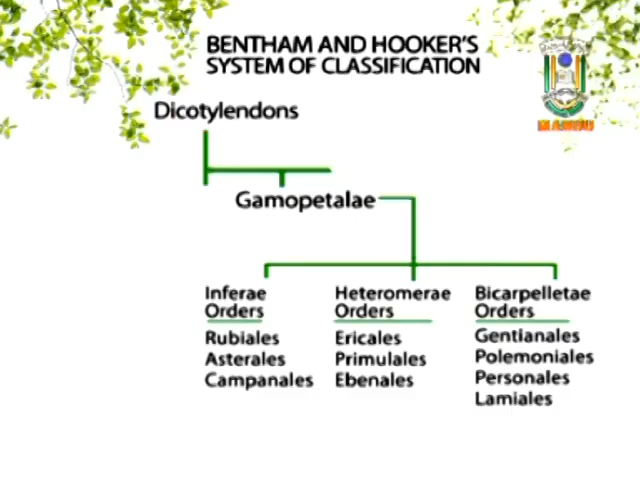 BENTHAM AND HOOKER'S
SYSTEM OF CLASSIFICATION
Dicotylendons
Gamopetalae
Inferae
Orders
Rubiales
Asterales
Campanales
Heteromerae
Orders
Ericales
Primulales
Ebenales
Bicarpelletae
Orders
Gentianales
Polemoniales
Personales
Lamiales